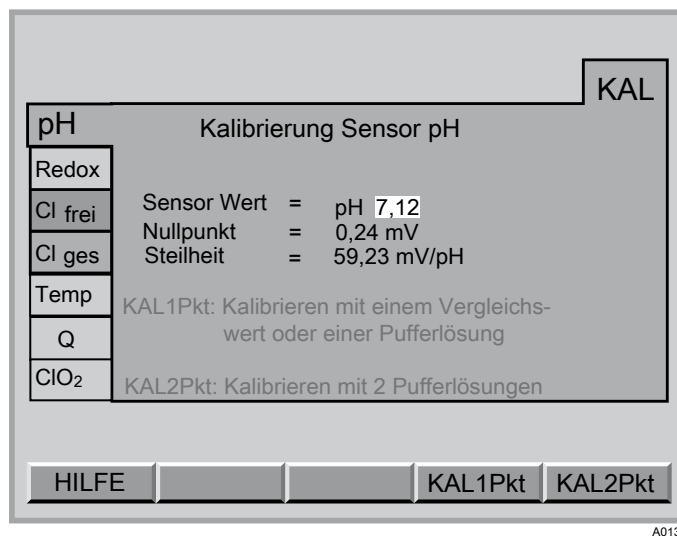 KAL
pH
Kalibrierung Sensor pH
Redox
Cl frei
Cl ges
Temp
Q
ClO2
Sensor Wert = pH 7,12
Nullpunkt = 0,24 mV
Steilheit = 59,23 mV/pH
KAL1Pkt: Kalibrieren mit einem Vergleichs-
wert oder einer Pufferlösung
KAL2Pkt: Kalibrieren mit 2 Pufferlösungen
HILFE
KAL1Pkt
KAL2Pkt